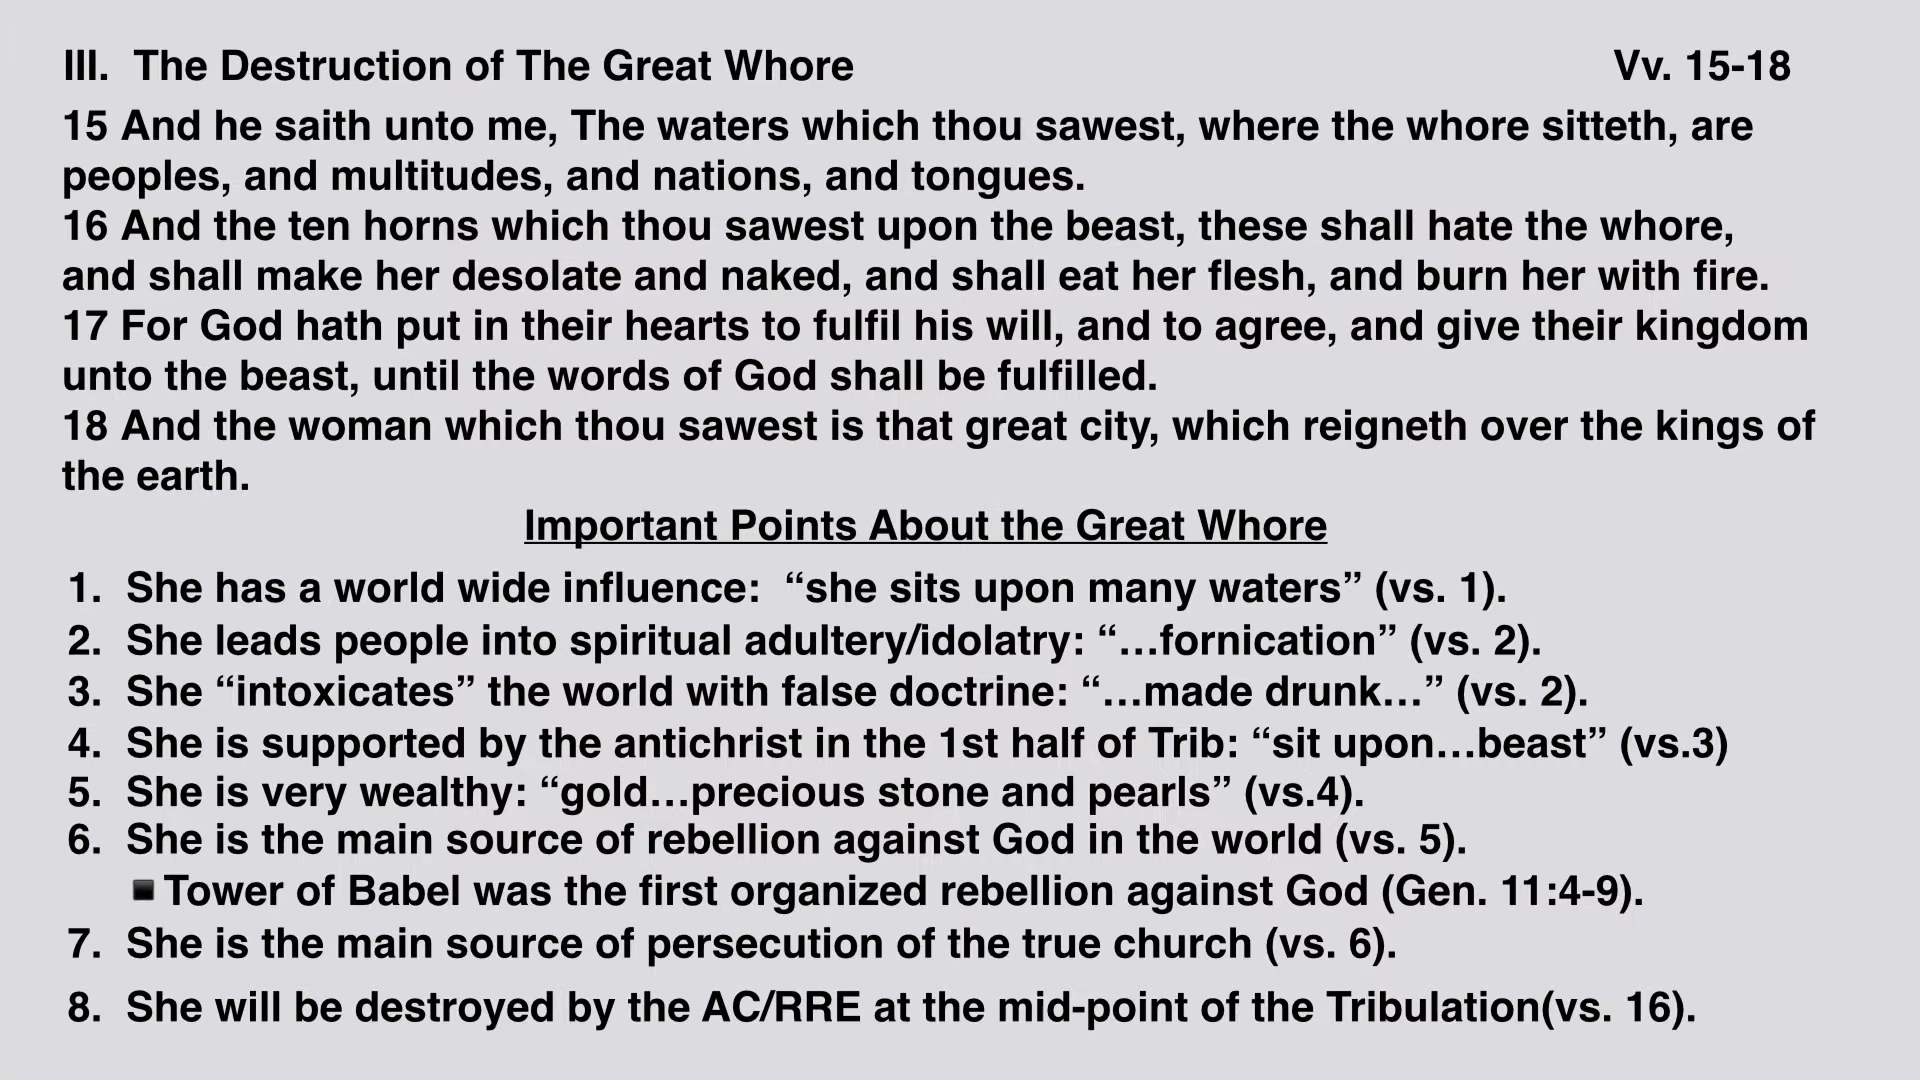 III. The Destruction of The Great Whore Vv. 15-18
15 And he saith unto me, The waters which thou sawest, where the whore sitteth, are
peoples, and multitudes, and nations, and tongues.
16 And the ten horns which thou sawest upon the beast, these shall hate the whore,
and shall make her desolate and naked, and shall eat her flesh, and burn her with fire.
17 For God hath put in their hearts to fulfil his will, and to agree, and give their kingdom
unto the beast, until the words of God shall be fulfilled.
18 And the woman which thou sawest is that great city, which reigneth over the kings of
the earth.
Important Points About the Great Whore
1. She has a world wide influence: “she sits upon many waters” (vs. 1).
2. She leads people into spiritual adultery/idolatry: “…fornication” (vs. 2).
3. She “intoxicates” the world with false doctrine: “…made drunk…” (vs. 2).
4. She is supported by the antichrist in the 1st half of Trib: “sit upon…beast” (vs.3)
5. She is very wealthy: “gold…precious stone and pearls” (vs.4).
6. She is the main source of rebellion against God in the world (vs. 5).
▪ Tower of Babel was the first organized rebellion against God (Gen. 11:4-9).
7. She is the main source of persecution of the true church (vs. 6).
8. She will be destroyed by the AC/RRE at the mid-point of the Tribulation(vs. 16).